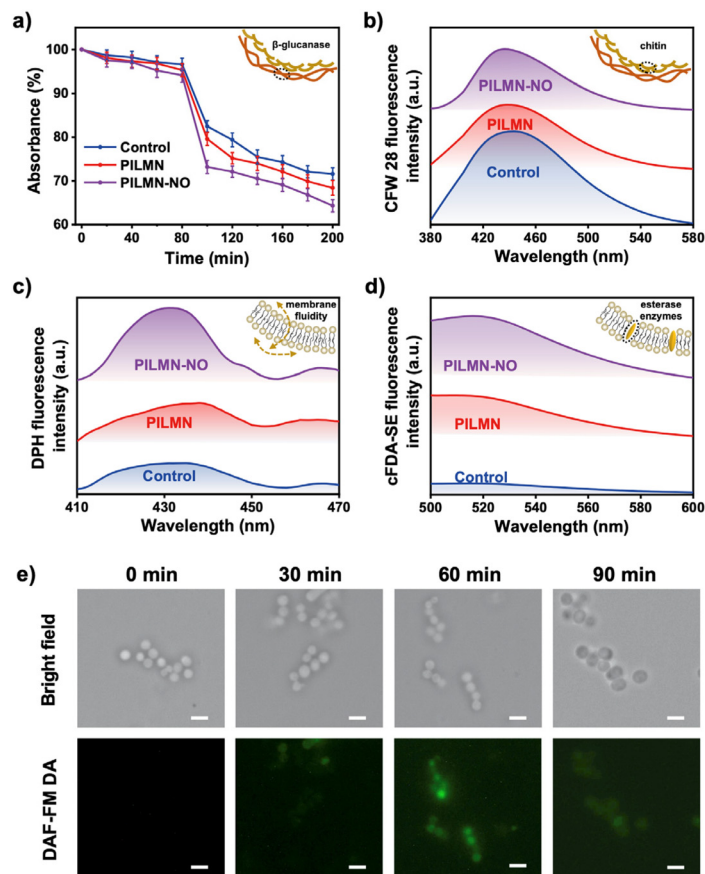 a)
Absorbance (%)
100
90
80
70
60
β-glucanase
Control
PILMN
PILMN-NO
0 40 80 120 160 200
Time (min)
b)
CFW 28 fluorescence
intensity (a.u.)
chitin
PILMN-NO
PILMN
Control
380 420 460 500 540 580
Wavelength (nm)
c)
DPH fluorescence
intensity (a.u.)
membrane
fluidity
PILMN-NO
PILMN
Control
410 430 450 470
Wavelength (nm)
d)
cFDA-SE fluorescence
intensity (a.u.)
esterase
enzymes
PILMN-NO
PILMN
Control
500 520 540 560 580 600
Wavelength (nm)
e)
0 min 30 min 60 min 90 min
Bright field
DAF-FM DA